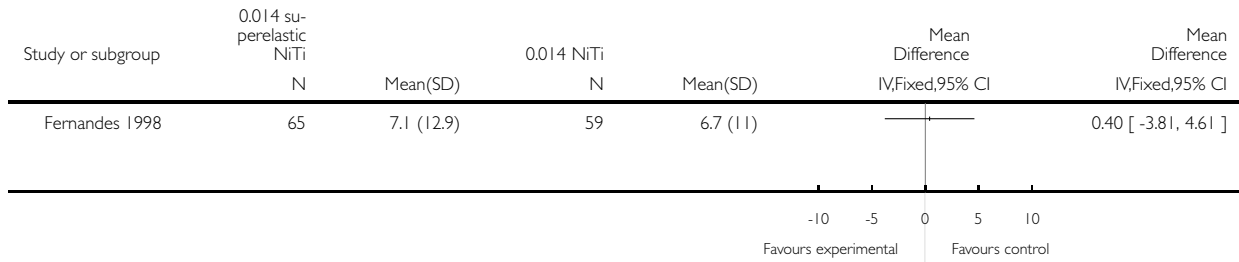 0.014 su-
perelastic
NiTi
Study or subgroup
0.014 NiTi
Mean
Difference
Mean
Difference
N Mean(SD) N Mean(SD) IV,Fixed,95% CI IV,Fixed,95% CI
Fernandes 1998 65 7.1 (12.9) 59 6.7 (11) 0.40 [ -3.81, 4.61 ]
-10 -5 0 5 10
Favours experimental Favours control